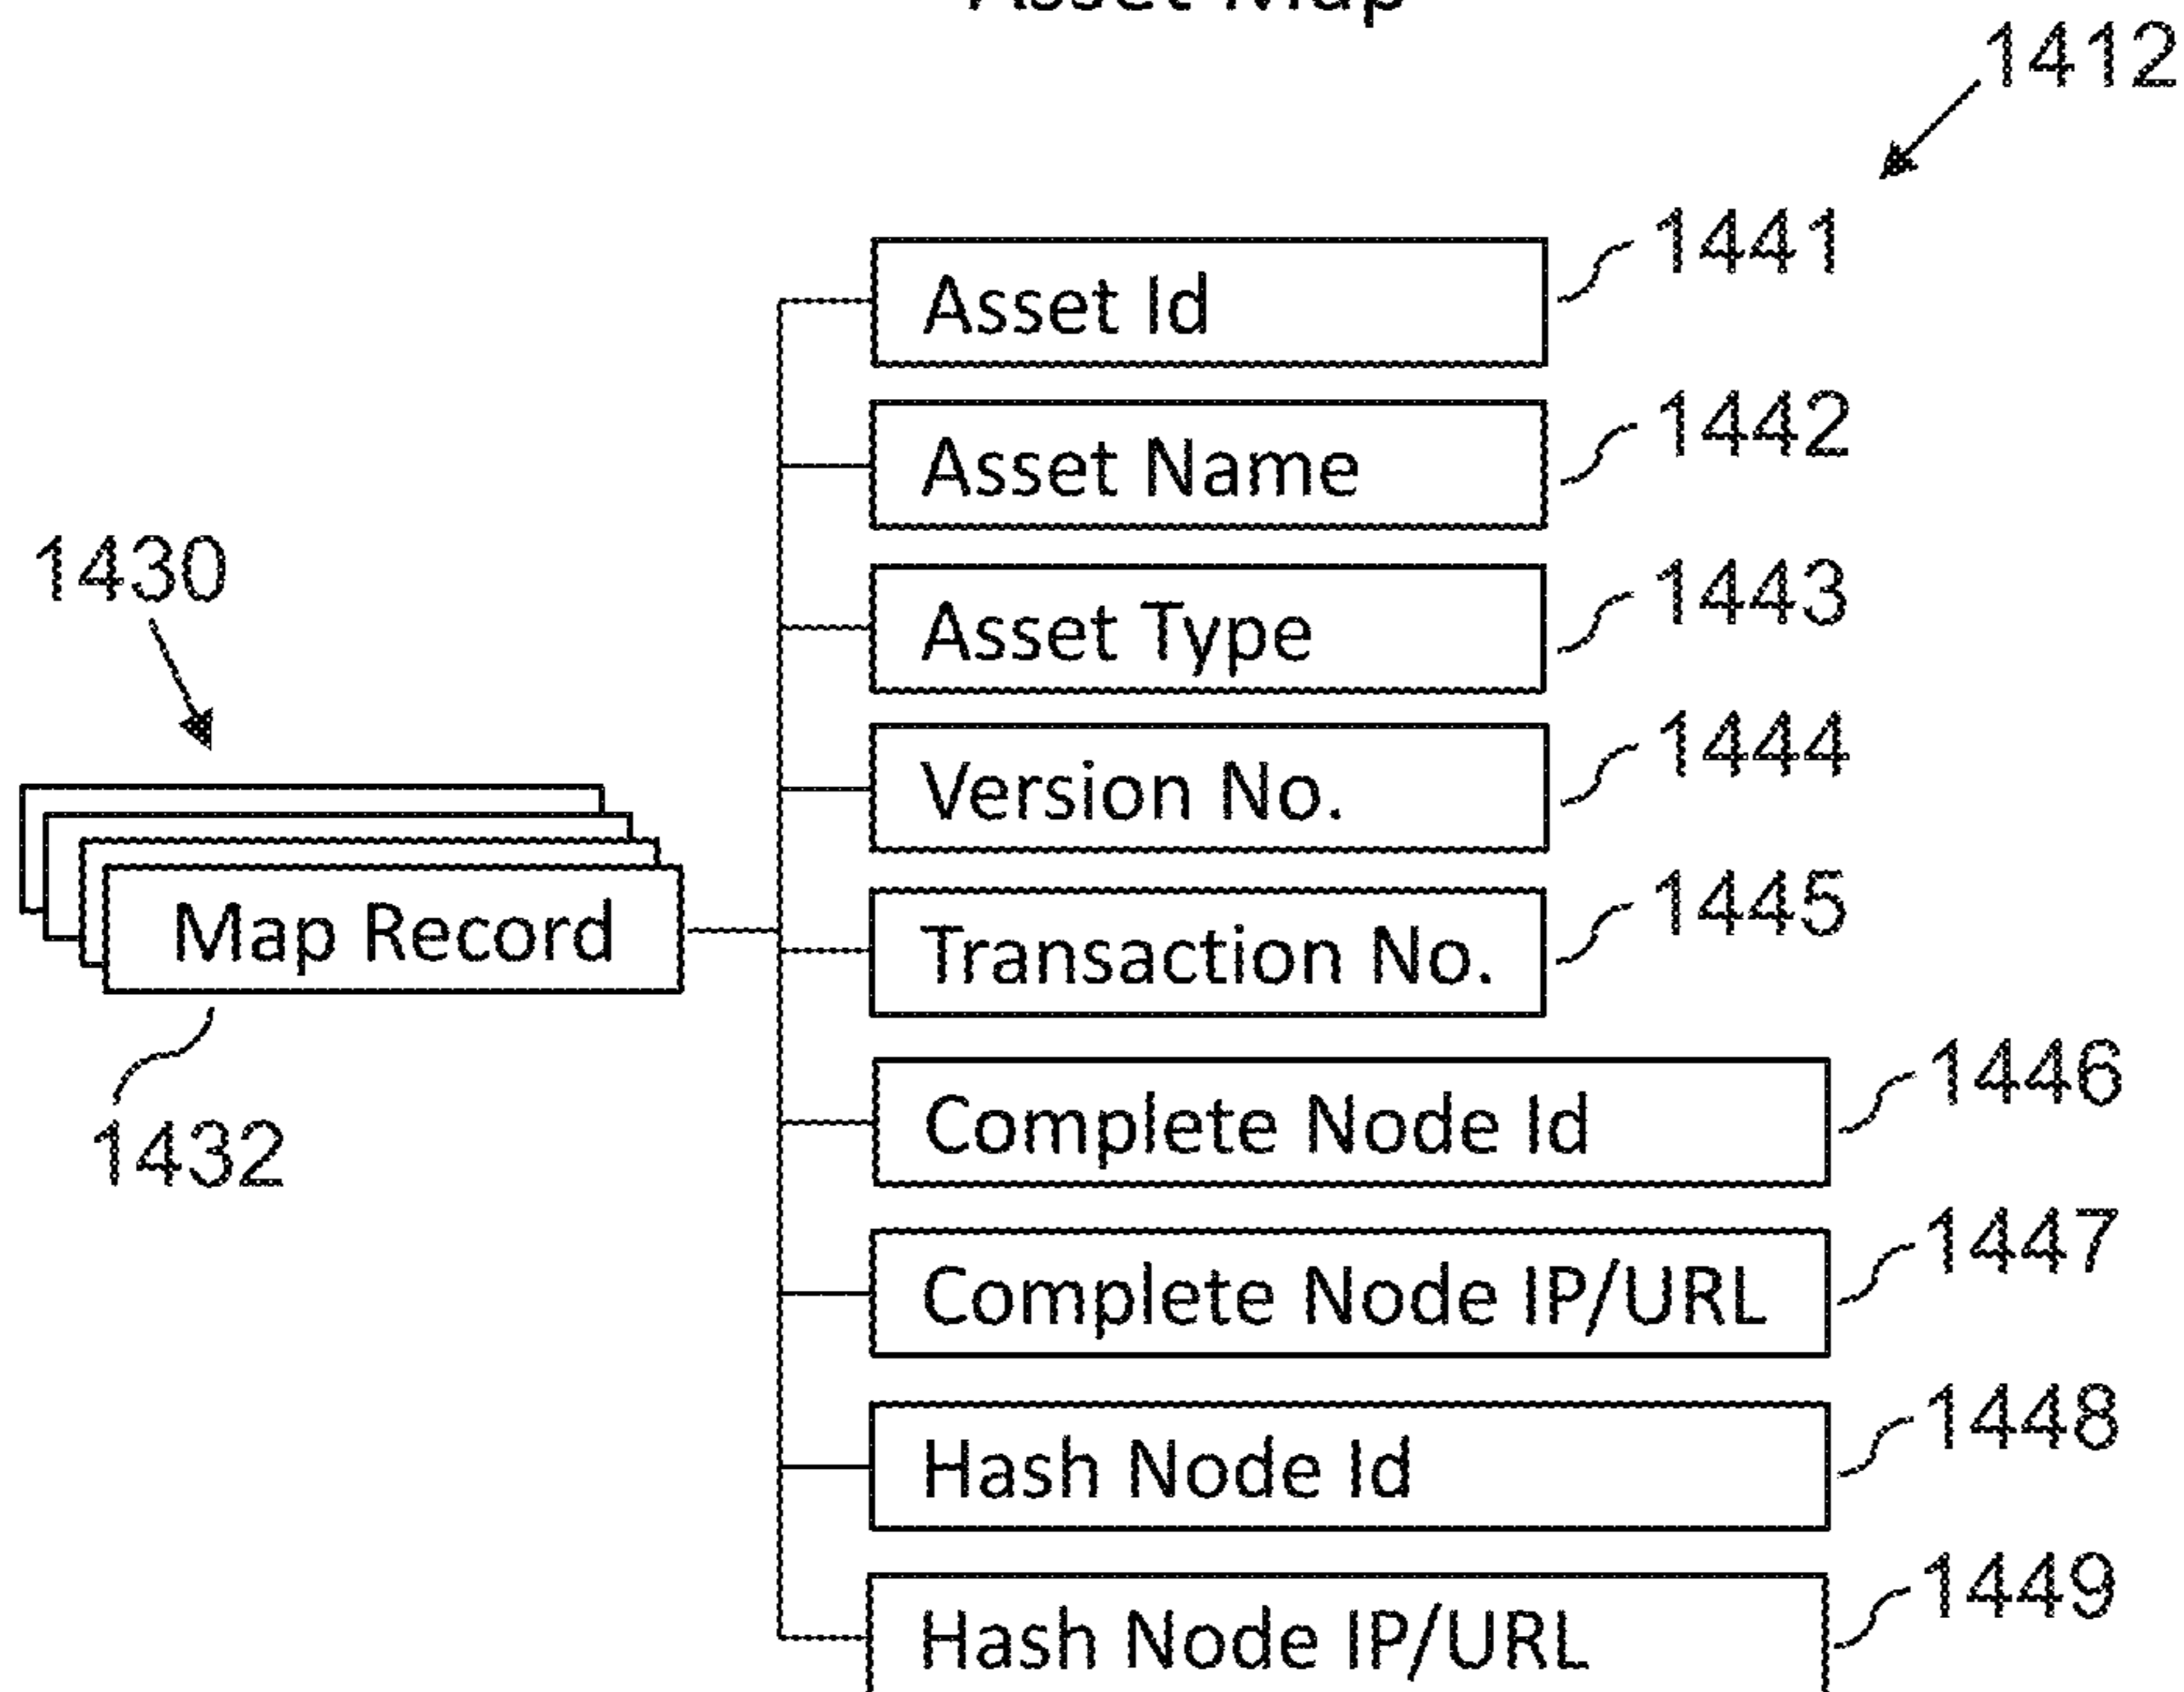 Asset Map
1412
Asset Id
1441
Asset Name
1442
Asset Type
1443
Version No.
1444
Transaction No.
1445
1430
Map Record
1432
Complete Node Id
1446
Complete Node IP/URL
1447
Hash Node Id
1448
Hash Node IP/URL
1449